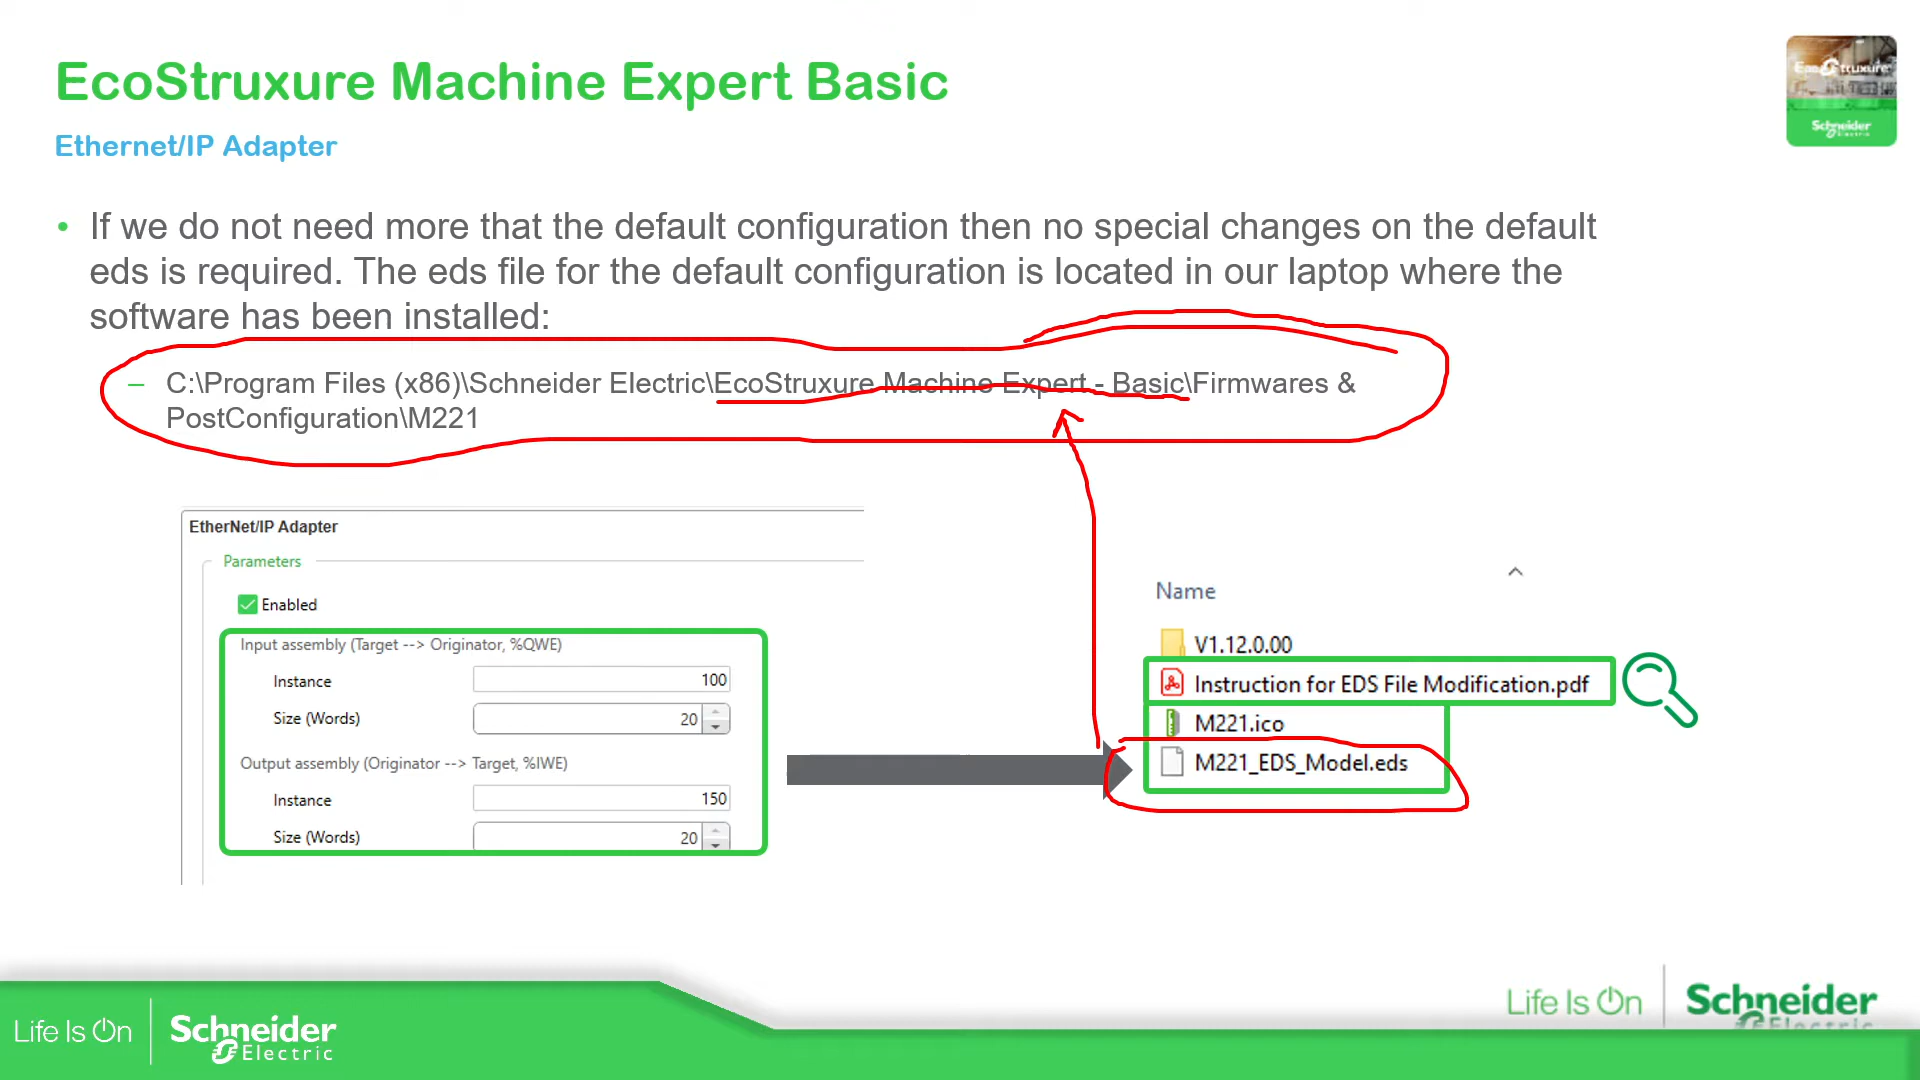 EcoStruxure Machine Expert Basic
EcoStruxure
Schneider
Electric
Ethernet/IP Adapter
• If we do not need more that the default configuration then no special changes on the default
eds is required. The eds file for the default configuration is located in our laptop where the
software has been installed:
– C:\Program Files (x86)\Schneider Electric\EcoStruxure Machine Expert - Basic\Firmwares &
PostConfiguration\M221
EtherNet/IP Adapter
Parameters
Enabled
Input assembly (Target --> Originator, %QWE)
Instance 100
Size (Words) 20
Output assembly (Originator --> Target, %IWE)
Instance 150
Size (Words) 20
Name
V1.12.0.00
Instruction for EDS File Modification.pdf
M221.ico
M221_EDS_Model.eds
Life Is On
Schneider
Electric
Life Is On
Schneider
Electric